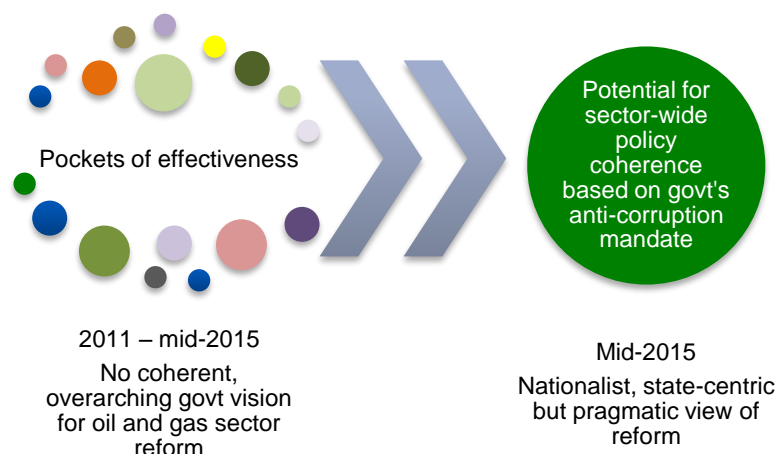 Pockets of effectiveness
Potential for
sector-wide
policy
coherence
based on govt's
anti-corruption
mandate
2011 – mid-2015
No coherent,
overarching govt vision
for oil and gas sector
reform
Mid-2015
Nationalist, state-centric
but pragmatic view of
reform